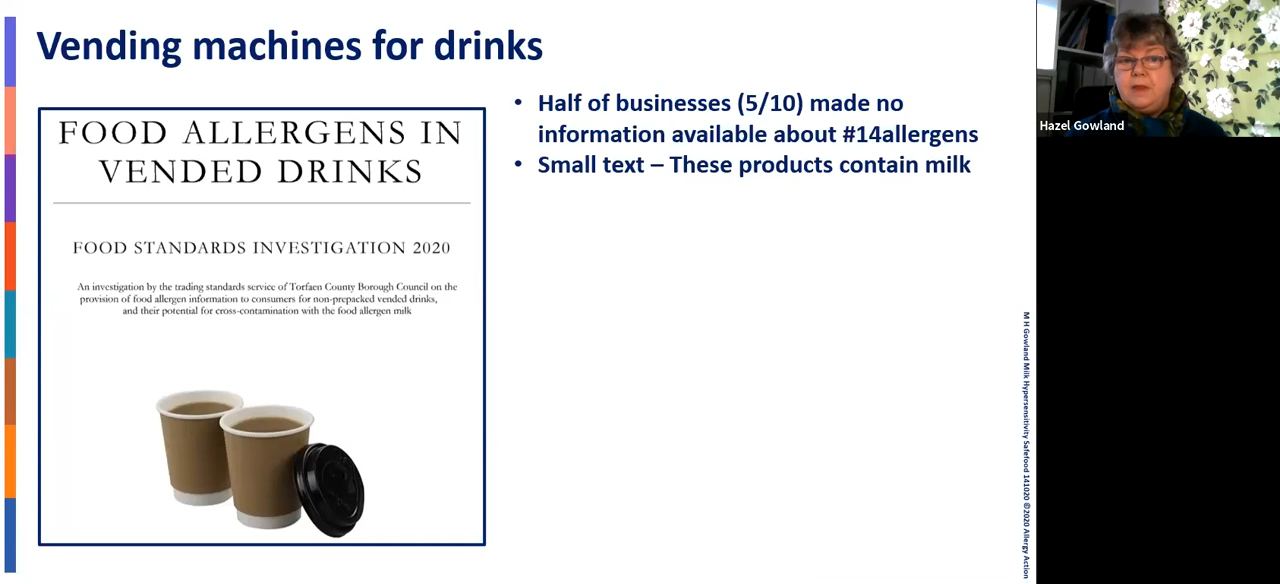 Vending machines for drinks
FOOD ALLERGENS IN
VENDED DRINKS
FOOD STANDARDS INVESTIGATION 2020
An investigation by the trading standards service of Torfaen County Borough Council on the
provision of food allergen information to consumers for non-prepacked vended drinks,
and their potential for cross-contamination with the food allergen milk
• Half of businesses (5/10) made no
information available about #14allergens
• Small text – These products contain milk
M H Gowland Milk Hypersensitivity Safefood 141020 ©2020 Allergy Action
Hazel Gowland